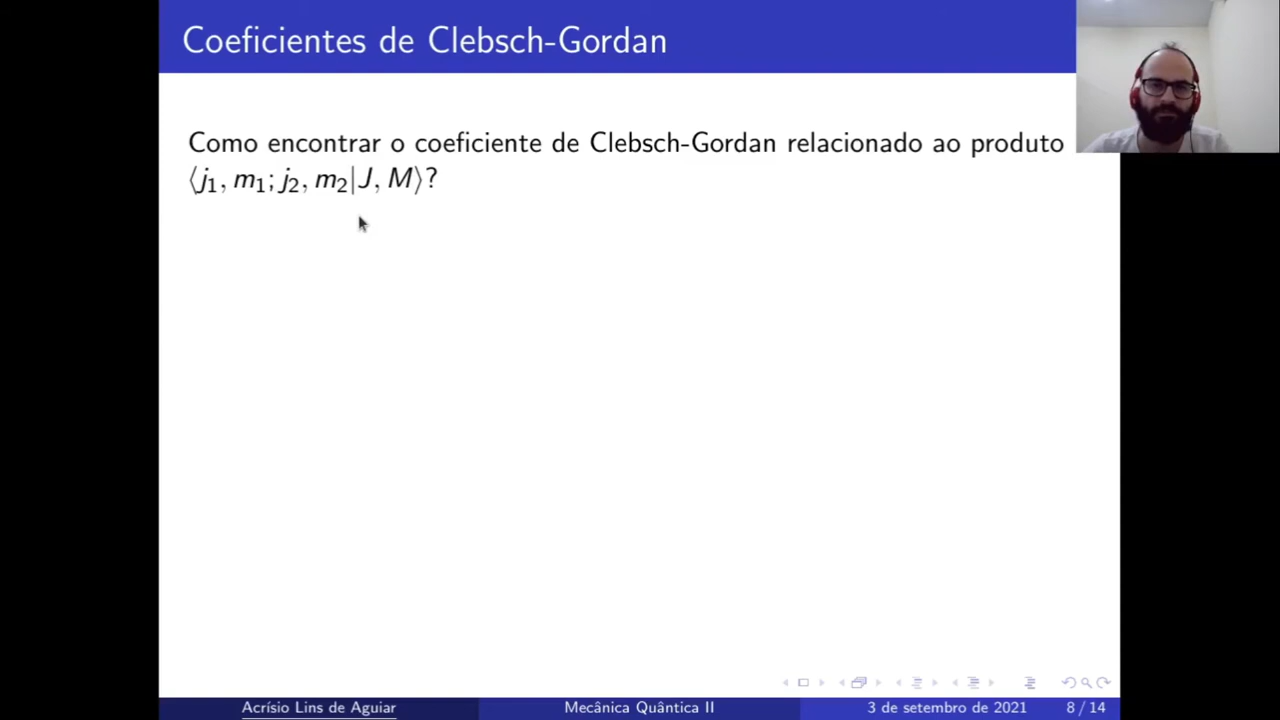 Coeficientes de Clebsch-Gordan
Como encontrar o coeficiente de Clebsch-Gordan relacionado ao produto
⟨j₁, m₁; j₂, m₂|J, M⟩?
Acrísio Lins de Aguiar
Mecânica Quântica II
3 de setembro de 2021
8 / 14